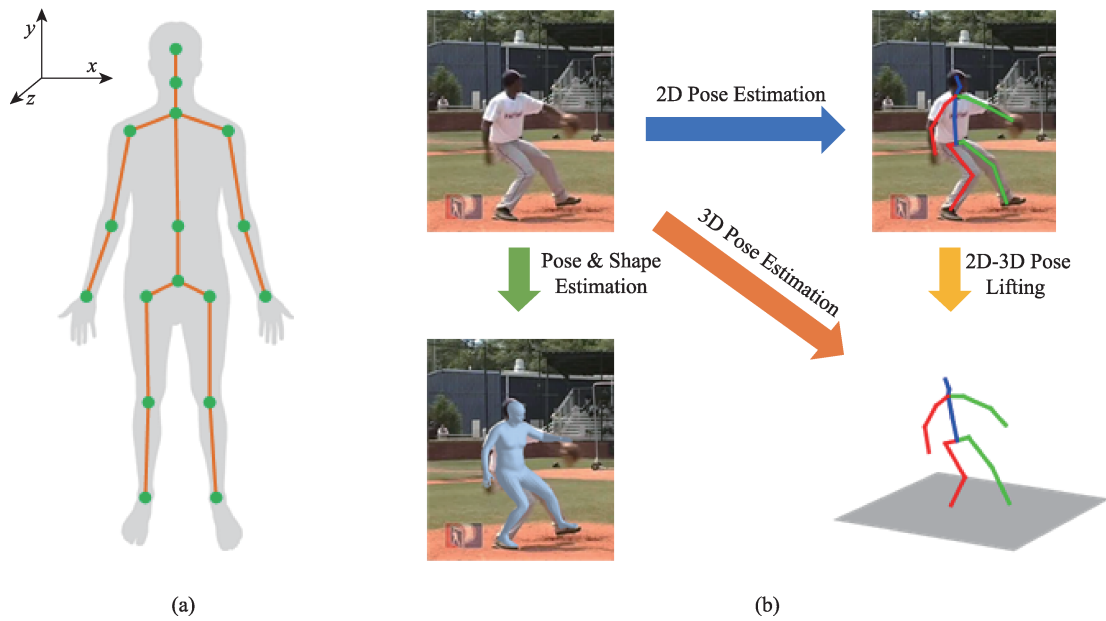 y
x
z
2D Pose Estimation
3D Pose Estimation
Pose & Shape
Estimation
2D-3D Pose
Lifting
(a)
(b)